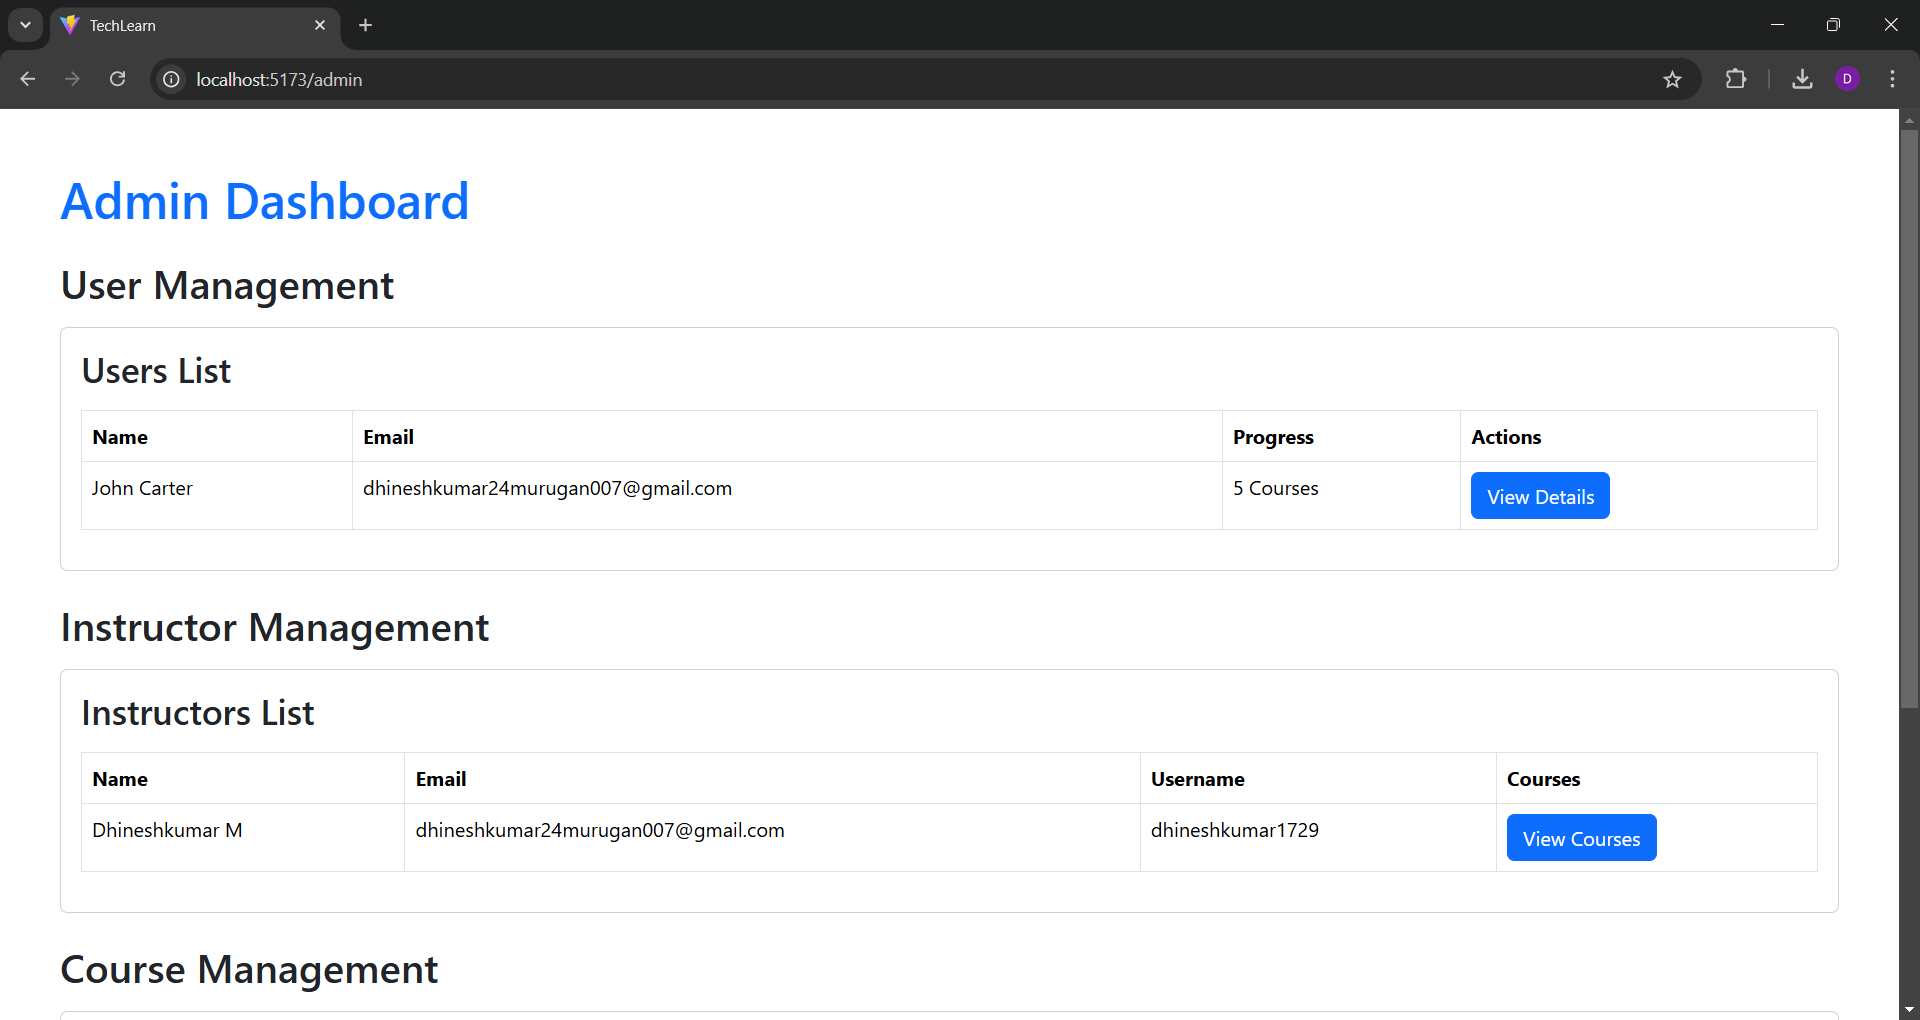 TechLearn
localhost:5173/admin
D
Admin Dashboard
User Management
Users List
Name Email Progress Actions
John Carter dhineshkumar24murugan007@gmail.com 5 Courses View Details
Instructor Management
Instructors List
Name Email Username Courses
Dhineshkumar M dhineshkumar24murugan007@gmail.com dhineshkumar1729 View Courses
Course Management